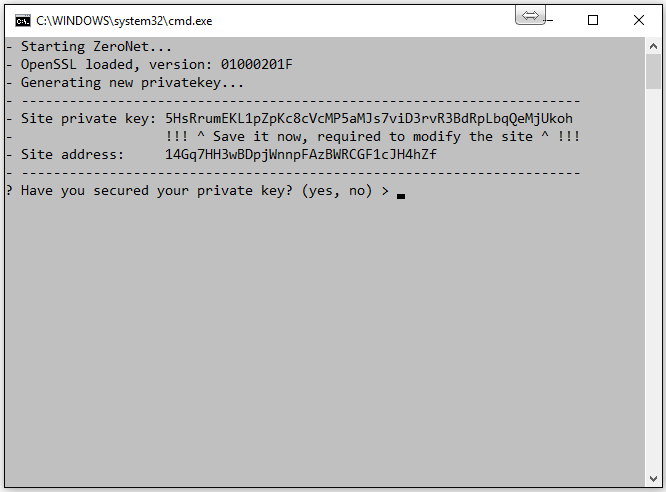 C:\WINDOWS\system32\cmd.exe
- Starting ZeroNet...
- OpenSSL loaded, version: 01000201F
- Generating new privatekey...
- ----------------------------------------------------------------------
- Site private key: 5HsRrumEKL1pZpKc8cVcMP5aMJs7viD3rvR3BdRpLbqQeMjUkoh
-                   !!! ^ Save it now, required to modify the site ^ !!!
- Site address:     14Gq7HH3wBDpjWnnpFAzBWRCGF1cJH4hZf
- ----------------------------------------------------------------------
? Have you secured your private key? (yes, no) >